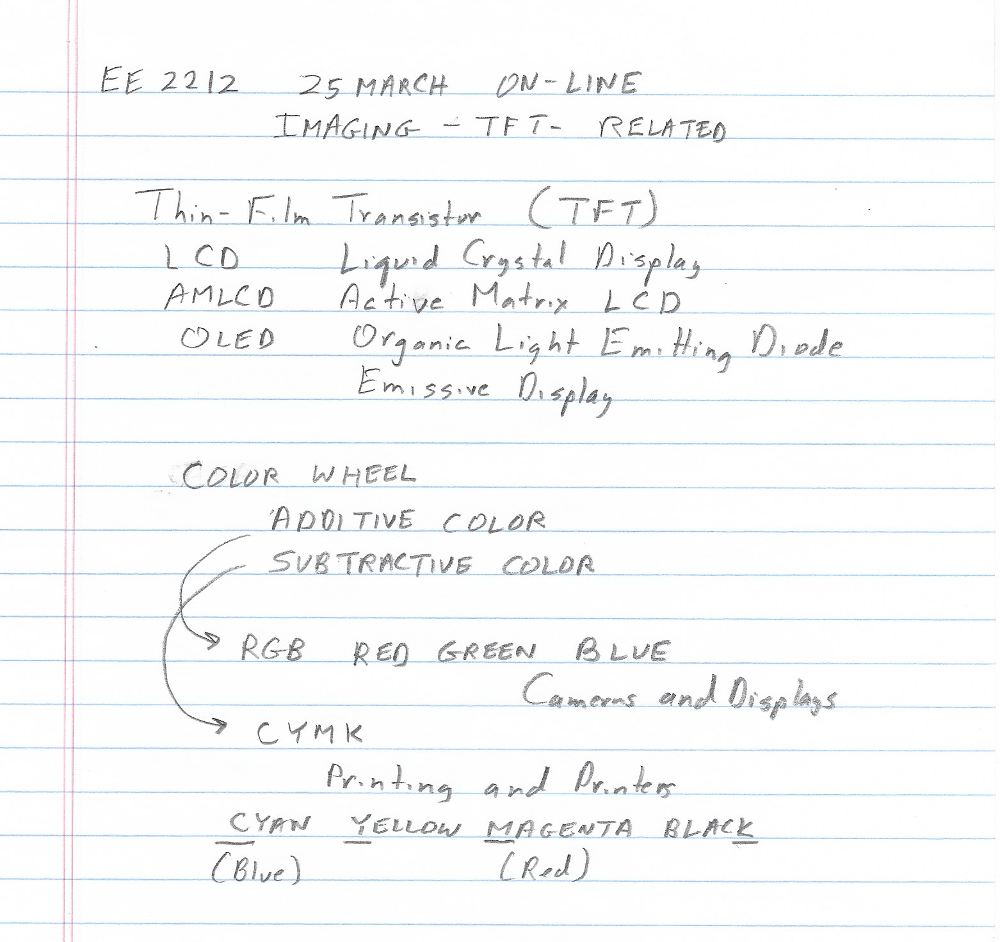 EE 2212 25 MARCH ON-LINE
IMAGING - TFT- RELATED
Thin-Film Transistor (TFT)
LCD Liquid Crystal Display
AMLCD Active Matrix LCD
OLED Organic Light Emitting Diode
Emissive Display
COLOR WHEEL
ADDITIVE COLOR
SUBTRACTIVE COLOR
RGB RED GREEN BLUE
Cameras and Displays
CYMK
Printing and Printers
CYAN YELLOW MAGENTA BLACK
(Blue) (Red)